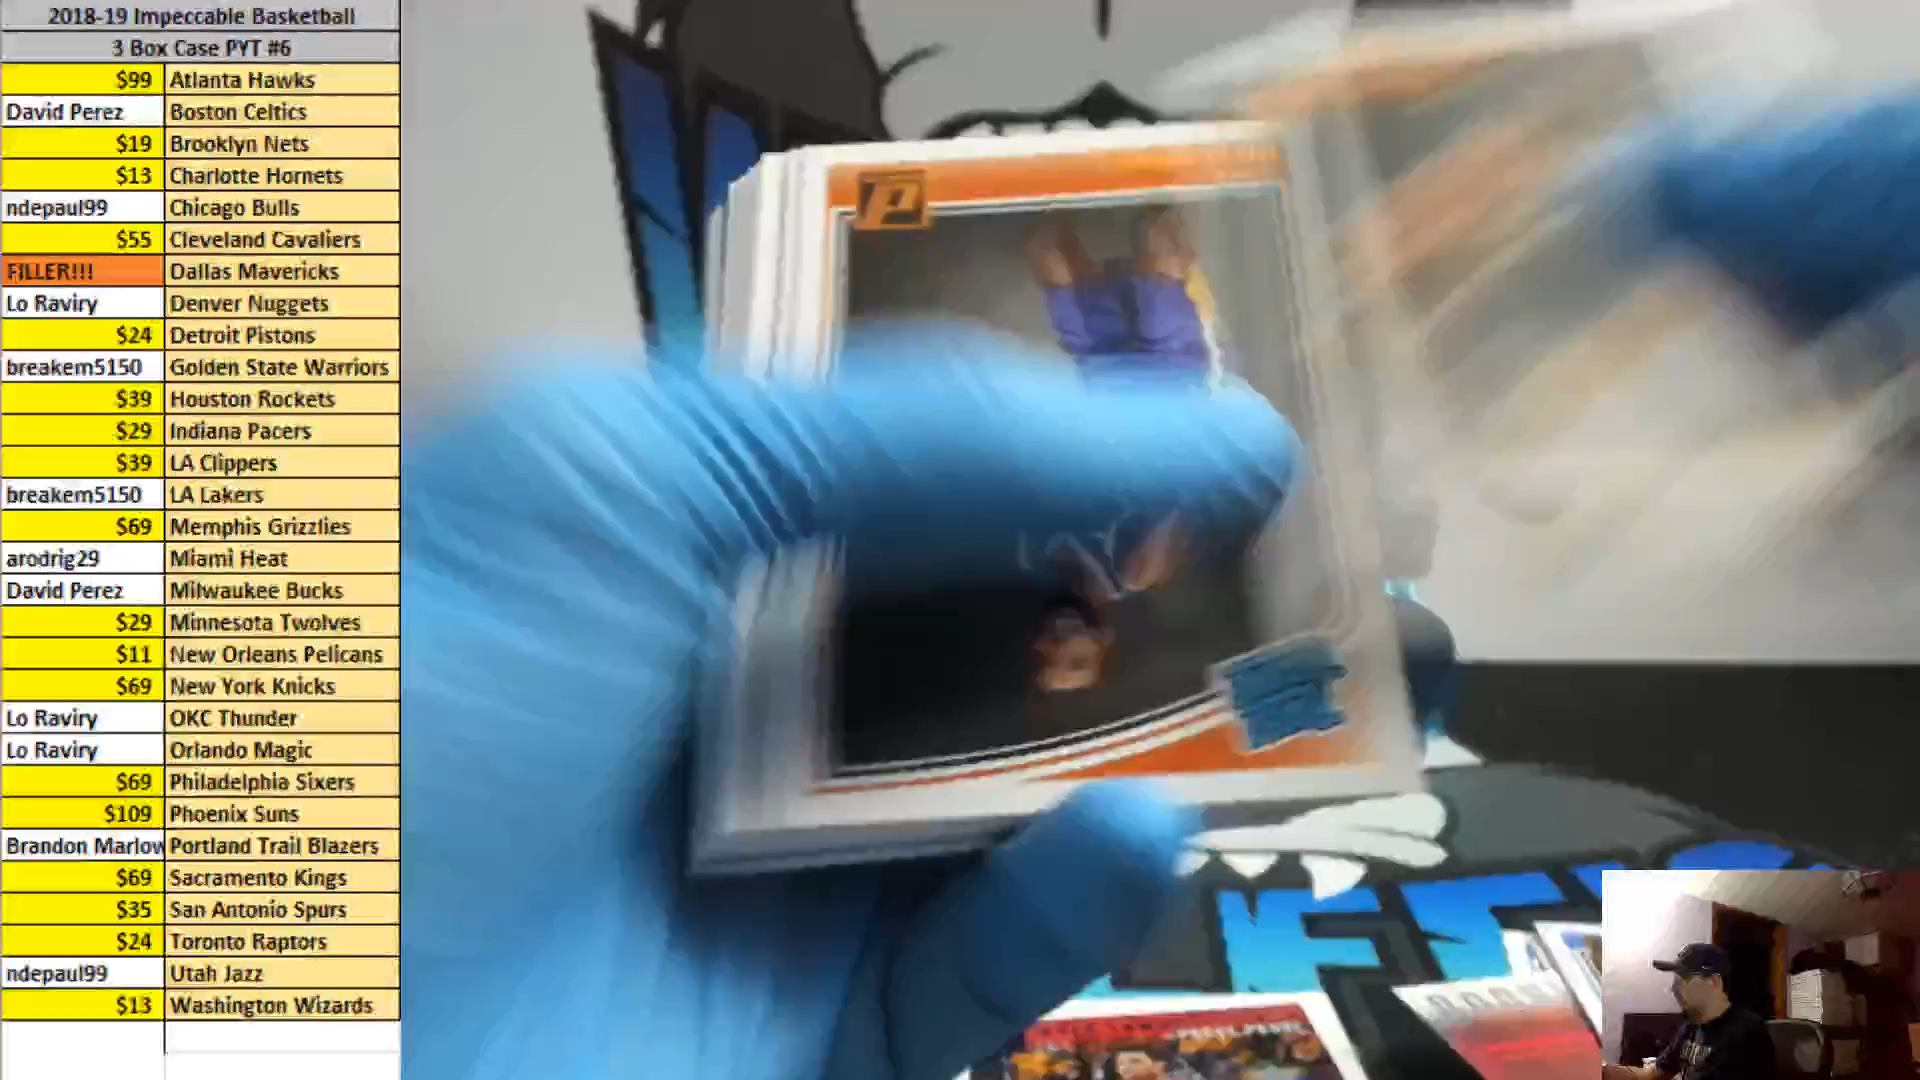 2018-19 Impeccable Basketball
3 Box Case PYT #6
$99 Atlanta Hawks
David Perez Boston Celtics
$19 Brooklyn Nets
$13 Charlotte Hornets
ndepaul99 Chicago Bulls
$55 Cleveland Cavaliers
FILLER!!! Dallas Mavericks
Lo Raviry Denver Nuggets
$24 Detroit Pistons
breakem5150 Golden State Warriors
$39 Houston Rockets
$29 Indiana Pacers
$39 LA Clippers
breakem5150 LA Lakers
$69 Memphis Grizzlies
arodrig29 Miami Heat
David Perez Milwaukee Bucks
$29 Minnesota Twolves
$11 New Orleans Pelicans
$69 New York Knicks
Lo Raviry OKC Thunder
Lo Raviry Orlando Magic
$69 Philadelphia Sixers
$109 Phoenix Suns
Brandon Marlow Portland Trail Blazers
$69 Sacramento Kings
$35 San Antonio Spurs
$24 Toronto Raptors
ndepaul99 Utah Jazz
$13 Washington Wizards
P